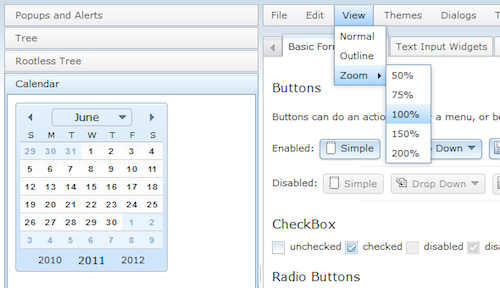 Popups and Alerts
Tree
Rootless Tree
Calendar
June
S M T W T F S
29 30 31 1 2 3 4
5 6 7 8 9 10 11
12 13 14 15 16 17 18
19 20 21 22 23 24 25
26 27 28 29 30 1 2
3 4 5 6 7 8 9
2010 2011 2012
File Edit View Themes Dialogs
Normal
Outline
Zoom
50%
75%
100%
150%
200%
Basic For Text Input Widgets
Buttons
Buttons can do an actio a menu, or be
Enabled: Simple Down
Disabled: Simple Drop Down
CheckBox
unchecked checked disabled
Radio Buttons